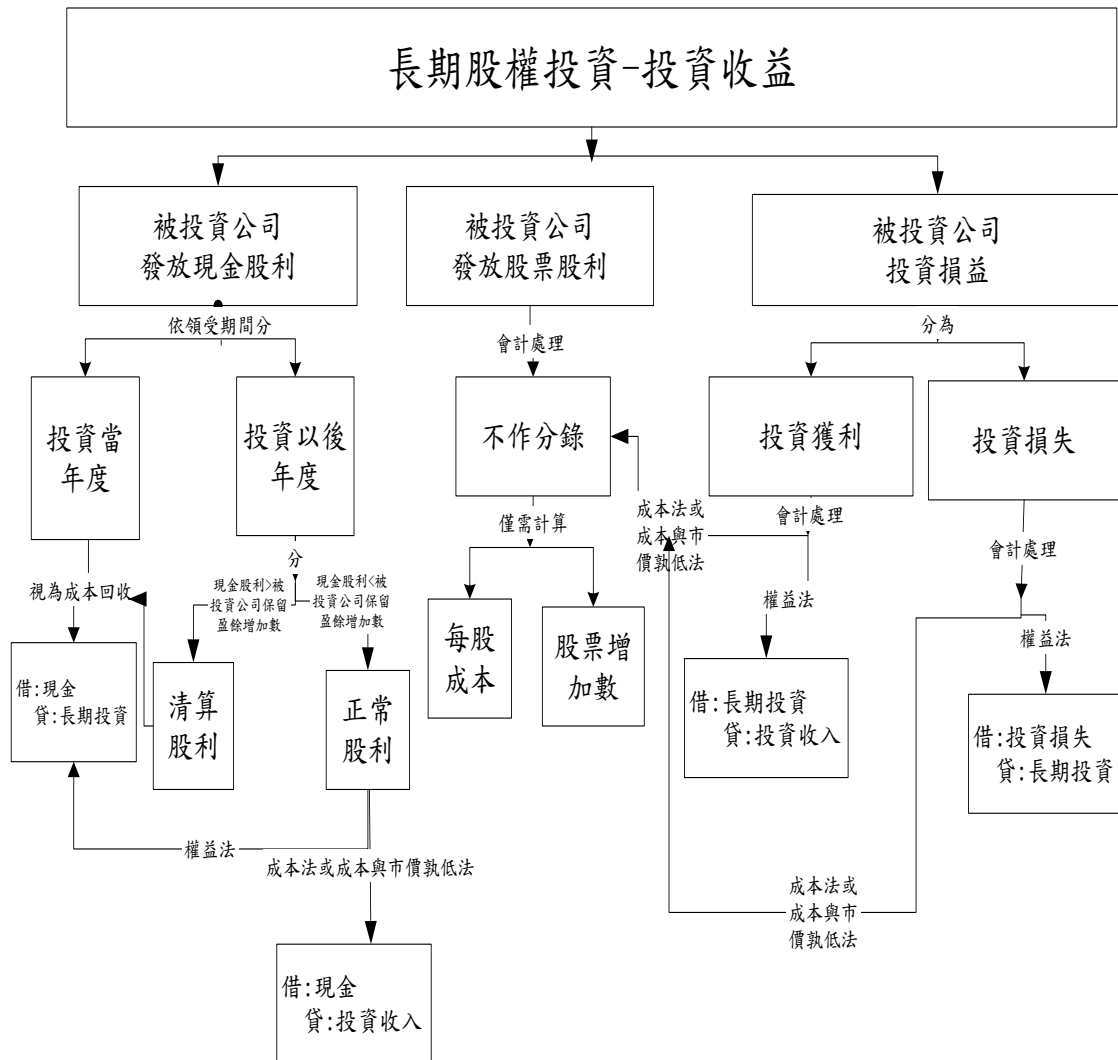 長期股權投資-投資收益
被投資公司
發放現金股利
被投資公司
發放股票股利
被投資公司
投資損益
依領受期間分
會計處理
分為
投資當
年度
投資以後
年度
不作分錄
投資獲利
投資損失
分
僅需計算
成本法或
成本與市
價孰低法
會計處理
會計處理
視為成本回收
現金股利>被
投資公司保留
盈餘增加數
現金股利<被
投資公司保留
盈餘增加數
權益法
權益法
借:現金
貸:長期投資
清算
股利
正常
股利
每股
成本
股票增
加數
借:長期投資
貸:投資收入
借:投資損失
貸:長期投資
權益法
成本法或成本與市價孰低法
成本法或
成本與市
價孰低法
借:現金
貸:投資收入